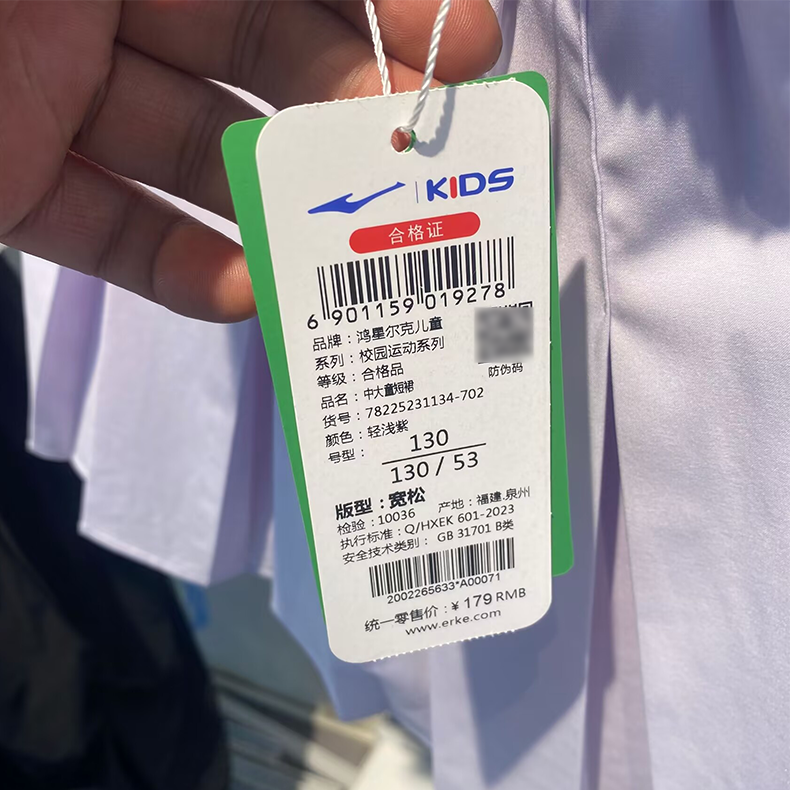 KIDS
合格证
6 901159 019278
品牌：鸿星尔克儿童
系列：校园运动系列
等级：合格品
品名：中大童短裙
防伪码
货号：78225231134-702
颜色：轻浅紫
号型：130
130 / 53
版型：宽松
检验：10036 产地：福建.泉州
执行标准：Q/HXEK 601-2023
安全技术类别： GB 31701 B类
2002265633*A00071
统一零售价：¥ 179 RMB
www.erke.com